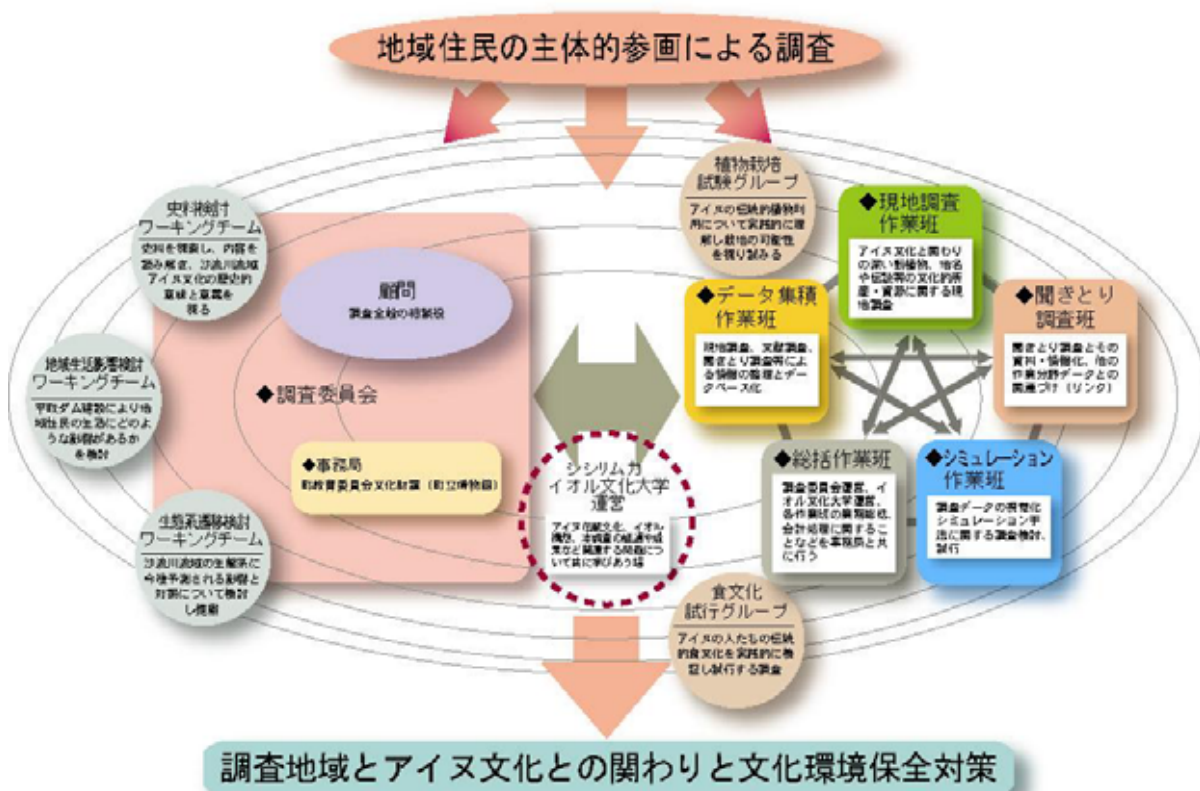 地域住民の主体的参画による調査
植物栽培
試験グループ
アイヌの伝統的植物利
用について実践的に理
解し栽培の可能性
を探り試みる
◆現地調査
作業班
アイヌ文化と関わり
の深い動植物、地名
や伝説等の文化的所
産・資源に関する現
地調査
史料検討
ワーキングチーム
史料を捜索し、内容を
読み解き、沙流川流域
アイヌ文化の歴史的
意味と意義を
探る
顧問
調査全般の相談役
◆データ集積
作業班
現地調査、文献調査、
聞きとり調査等による
情報の整理とデー
タベース化
◆聞きとり
調査班
聞きとり調査とその
資料・情報化、他の
作業分野データとの
関連づけ(リンク)
地域生活影響検討
ワーキングチーム
平取ダム建設により地
域住民の生活にどのよ
うな影響があるか
を検討
◆調査委員会
◆事務局
町教育委員会文化財課(町立博物館)
シシリムカ
イオル文化大学
運営
アイヌ伝統文化、イオル
構想、本調査の経過や成
果など関連する問題につ
いて共に学びあう場
◆総括作業班
調査委員会運営、イ
オル文化大学運営、
各作業班の業務総括、
会計処理に関するこ
となどを事務局と共に
行う
◆シミュレーション
作業班
調査データの視覚化
シミュレーション手
法に関する調査検討、
試行
生態系遷移検討
ワーキングチーム
沙流川流域の生態系に
今後予測される影響と
対策について検討
し提案
食文化
試行グループ
アイヌの人たちの伝統
的食文化を実践的に検
証し試行する調査
調査地域とアイヌ文化との関わりと文化環境保全対策